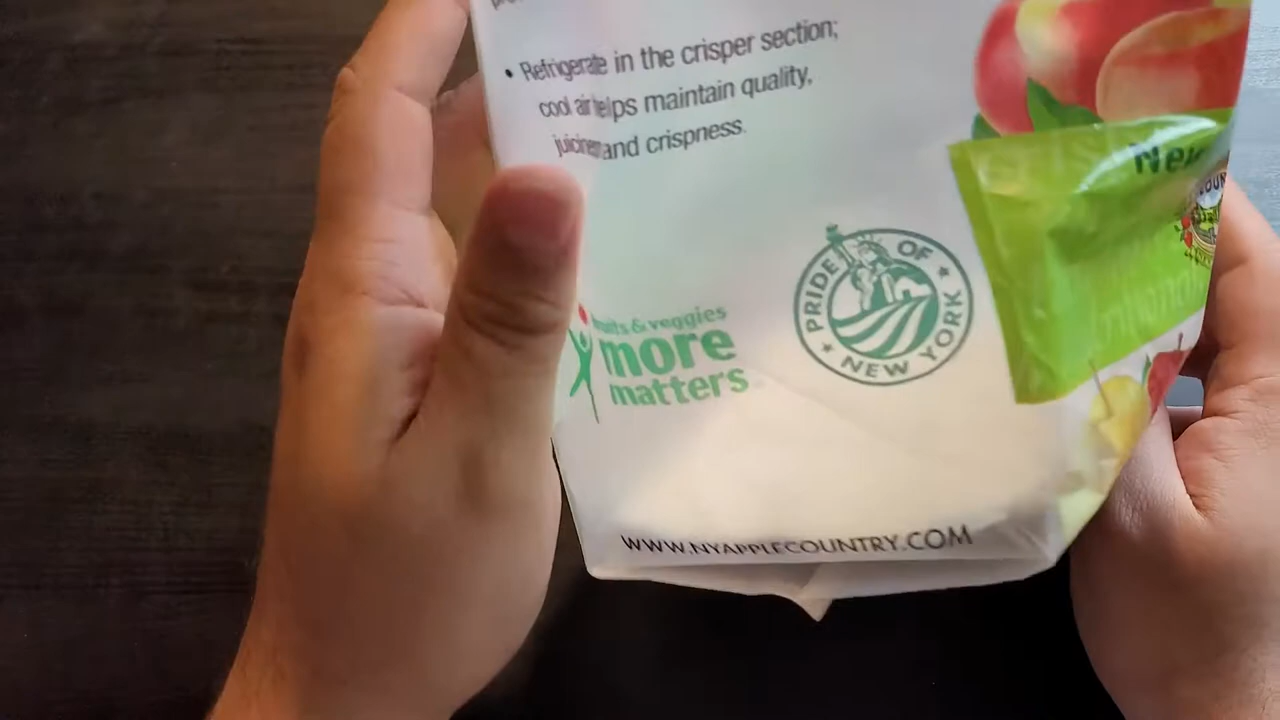 • Refrigerate in the crisper section;
cool air helps maintain quality,
and crispness.
New
PRIDE OF
NEW YORK
& veggies
more
matters
WWW.NYAPPLECOUNTRY.COM